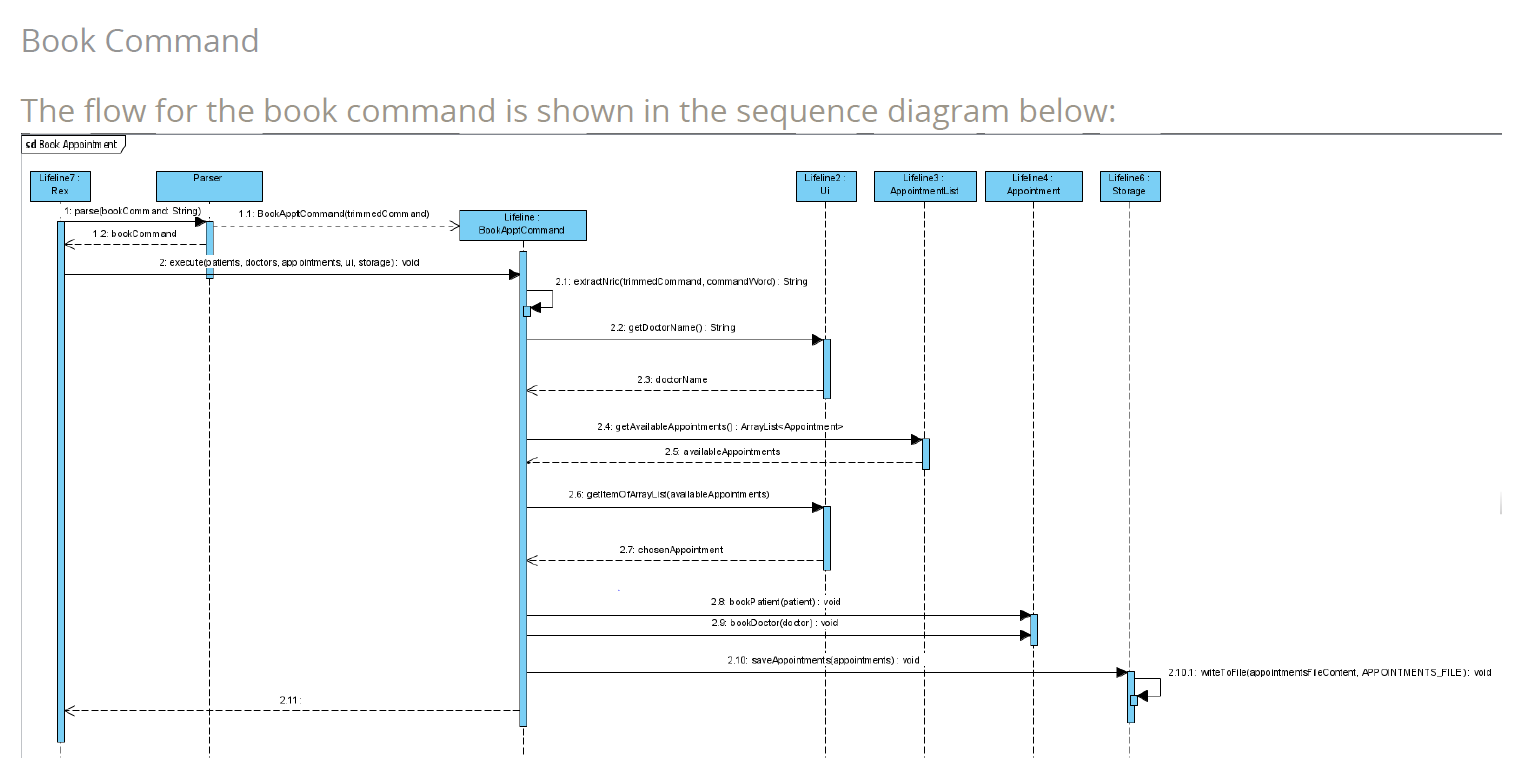 Book Command
The flow for the book command is shown in the sequence diagram below:
sd Book Appointment
Lifeline7 :
Rex
Parser
Lifeline2 :
Ui
Lifeline3 :
AppointmentList
Lifeline4 :
Appointment
Lifeline6 :
Storage
1: parse(bookCommand: String)
1.1: BookApptCommand(trimmedCommand)
Lifeline :
BookApptCommand
1.2: bookCommand
2: execute(patients, doctors, appointments, ui, storage) : void
2.1: extractNric(trimmedCommand, commandWord) : String
2.2: getDoctorName() : String
2.3: doctorName
2.4: getAvailableAppointments() : ArrayList<Appointment>
2.5: availableAppointments
2.6: getItemOfArrayList(availableAppointments)
2.7: chosenAppointment
2.8: bookPatient(patient) : void
2.9: bookDoctor(doctor) : void
2.10: saveAppointments(appointments) : void
2.10.1: writeToFile(appointmentsFileContent, APPOINTMENTS_FILE) : void
2.11: